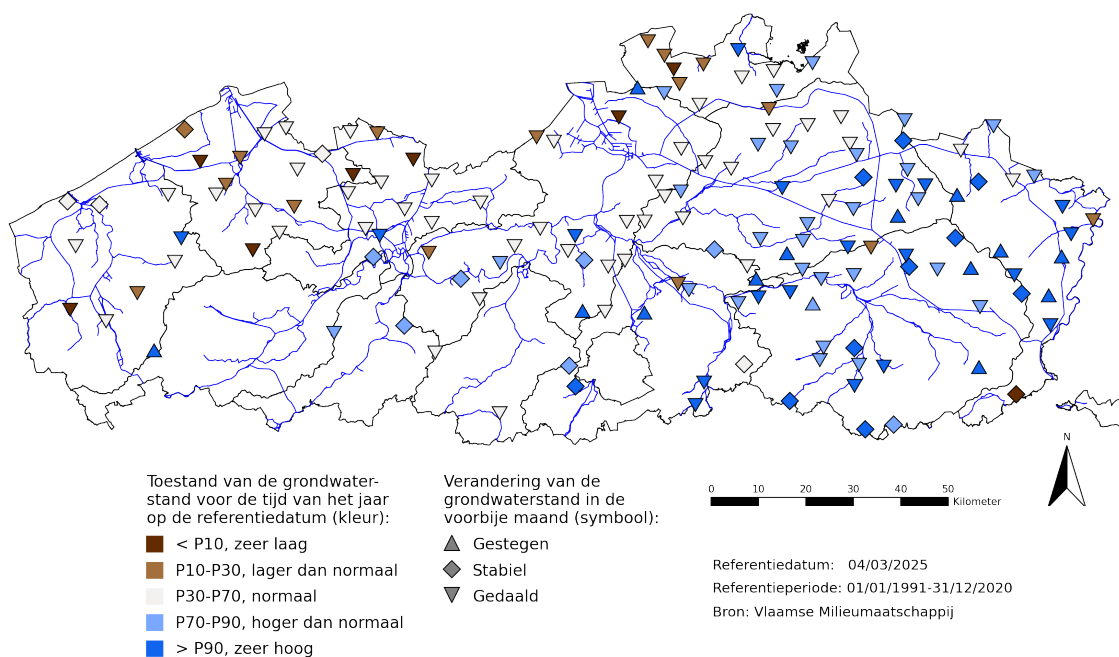 Toestand van de grondwater-
stand voor de tijd van het jaar
op de referentiedatum (kleur):
< P10, zeer laag
P10-P30, lager dan normaal
P30-P70, normaal
P70-P90, hoger dan normaal
> P90, zeer hoog
Verandering van de
grondwaterstand in de
voorbije maand (symbool):
Gestegen
Stabiel
Gedaald
0 10 20 30 40 50
Kilometer
N
Referentiedatum: 04/03/2025
Referentieperiode: 01/01/1991-31/12/2020
Bron: Vlaamse Milieumaatschappij